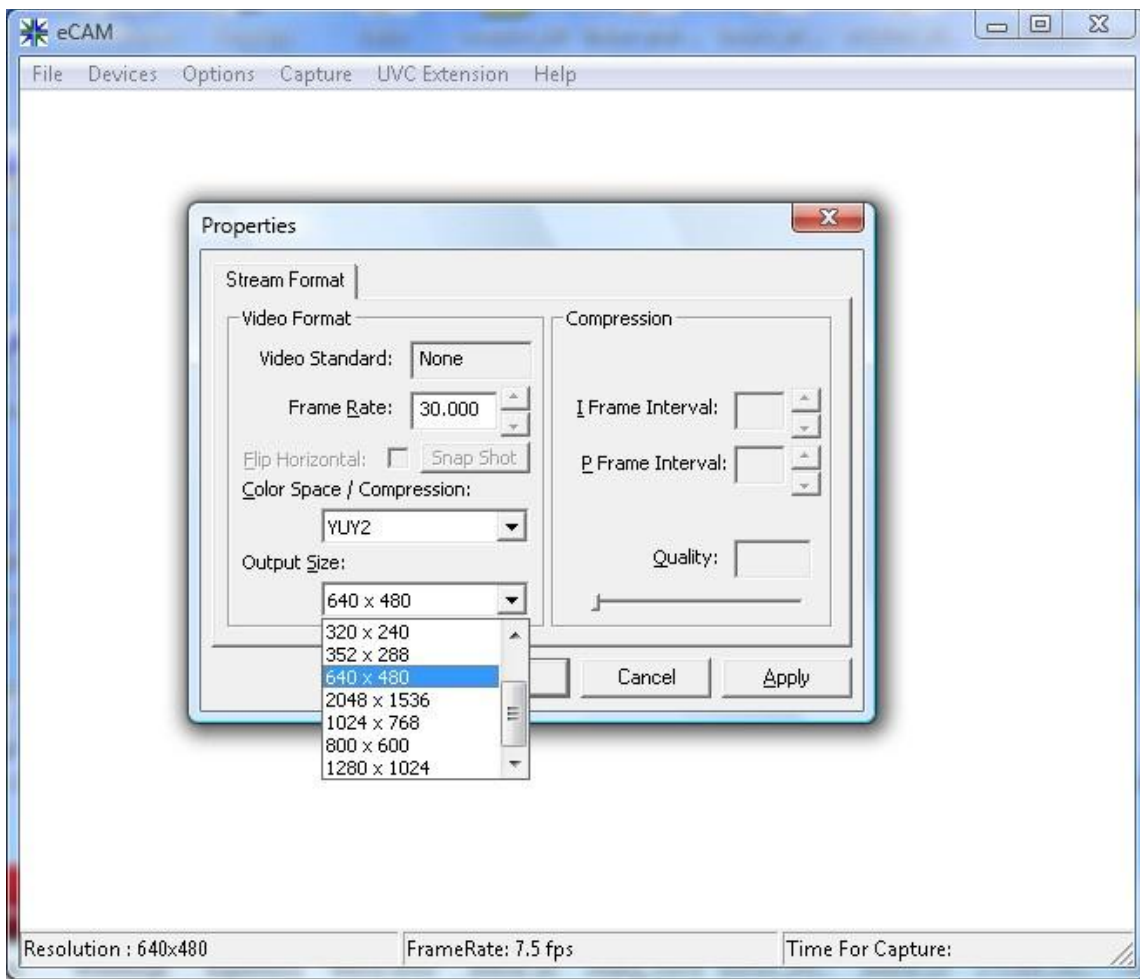 eCAM
File Devices Options Capture UVC Extension Help
Properties
Stream Format
Video Format
Video Standard: None
Frame Rate: 30.000
Flip Horizontal: Snap Shot
Color Space / Compression:
YUY2
Output Size:
640 x 480
320 x 240
352 x 288
640 x 480
2048 x 1536
1024 x 768
800 x 600
1280 x 1024
Compression
I Frame Interval:
P Frame Interval:
Quality:
Cancel Apply
Resolution : 640x480 FrameRate: 7.5 fps Time For Capture: